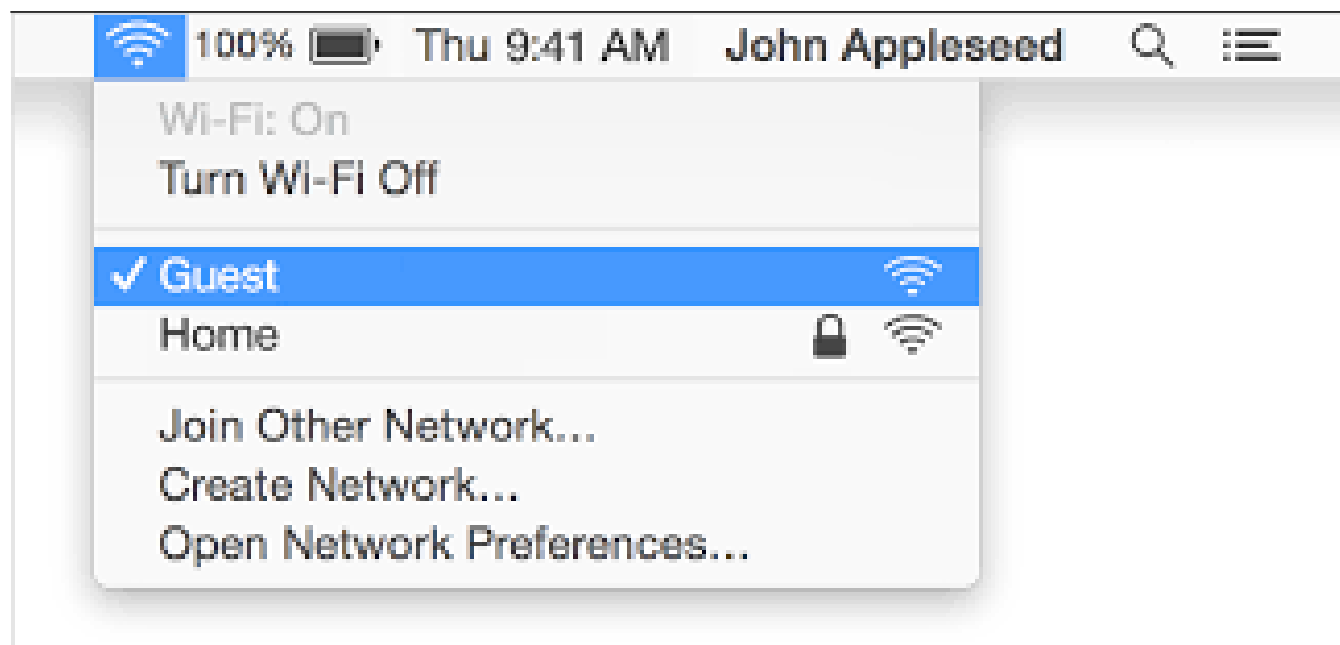 100% Thu 9:41 AM John Appleseed
Wi-Fi: On
Turn Wi-Fi Off
Guest
Home
Join Other Network...
Create Network...
Open Network Preferences...